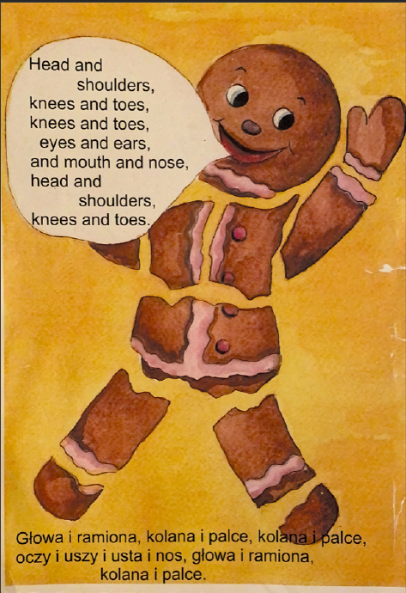 Head and
shoulders,
knees and toes,
knees and toes,
eyes and ears,
and mouth and nose,
head and
shoulders,
knees and toes.
Głowa i ramiona, kolana i palce, kolana i palce,
oczy i uszy i usta i nos, głowa i ramiona,
kolana i palce.